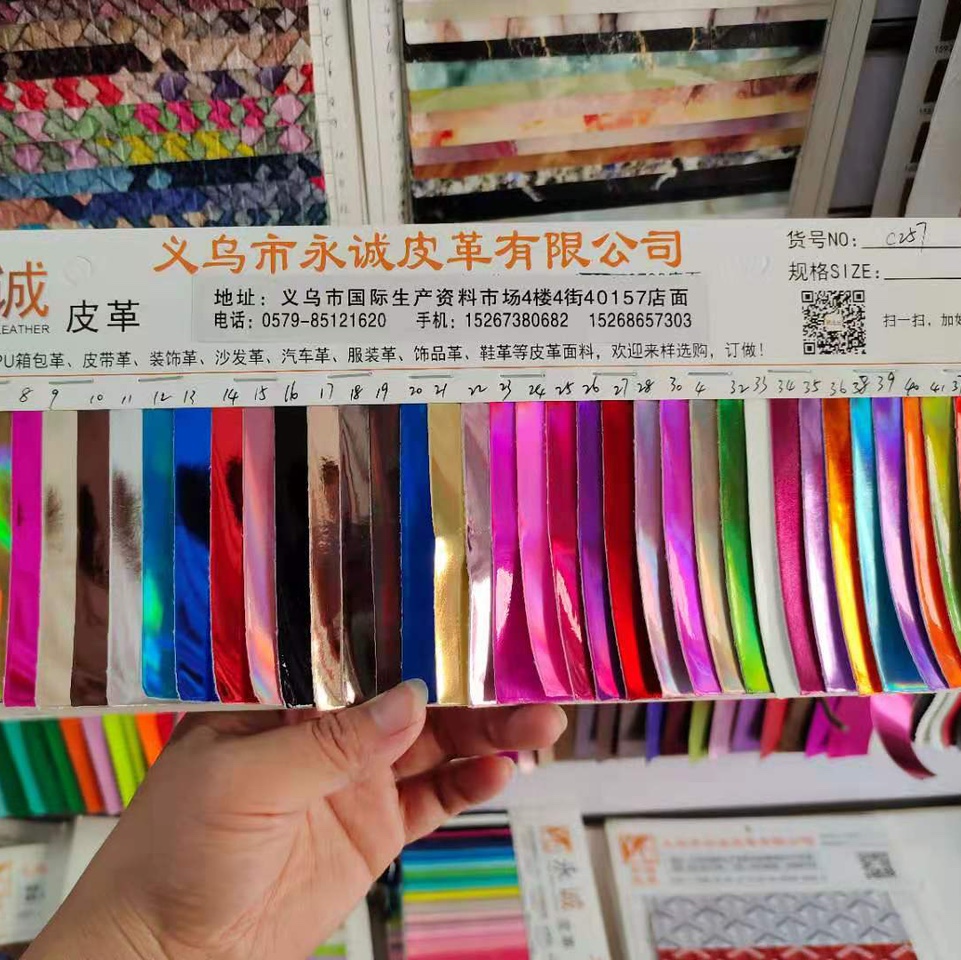 义乌市永诚皮革有限公司
货号NO: C257
诚
地址：义乌市国际生产资料市场4楼4街40157店面
规格SIZE:
LEATHER
皮革
电话：0579-85121620 手机：15267380682 15268657303
扫一扫，加
PU箱包革、皮带革、装饰革、沙发革、汽车革、服装革、饰品革、鞋革等皮革面料，欢迎来样选购，订做！
8 9 10 11 12 13 14 15 16 17 18 19 20 21 22 23 24 25 26 27 28 30 4 32 33 34 35 36 38 39 40 41
永诚
皮革